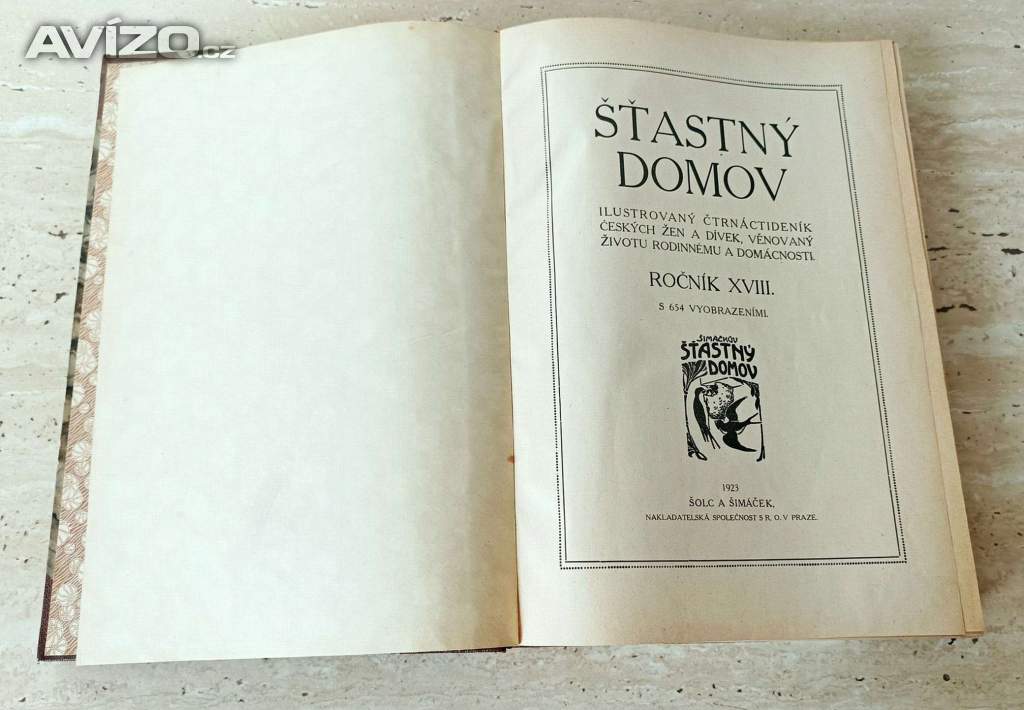 AVÍZO.cz
ŠŤASTNÝ
DOMOV
ILUSTROVANÝ ČTRNÁCTIDENÍK
ČESKÝCH ŽEN A DÍVEK, VĚNOVANÝ
ŽIVOTU RODINNÉMU A DOMÁCNOSTI.
ROČNÍK XVIII.
S 654 VYOBRAZENÍMI.
ŠIMÁČKŮV
ŠŤASTNÝ
DOMOV
1923
ŠOLC A ŠIMÁČEK,
NAKLADATELSKÁ SPOLEČNOST S R. O. V PRAZE.